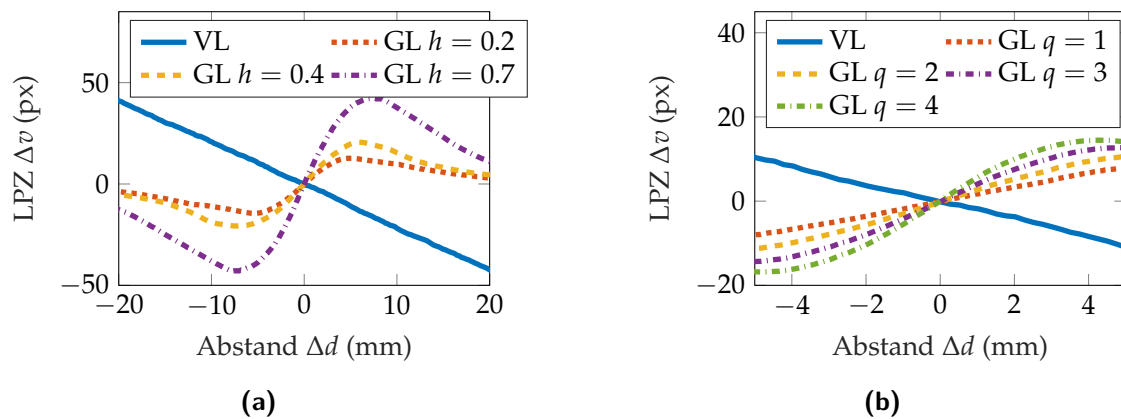 VL
GL h = 0.2
GL h = 0.4
GL h = 0.7
50
0
−50
−20
−10
0
10
20
LPZ Δv (px)
Abstand Δd (mm)
(a)
VL
GL q = 1
GL q = 2
GL q = 3
GL q = 4
40
20
0
−20
−4
−2
0
2
4
LPZ Δv (px)
Abstand Δd (mm)
(b)